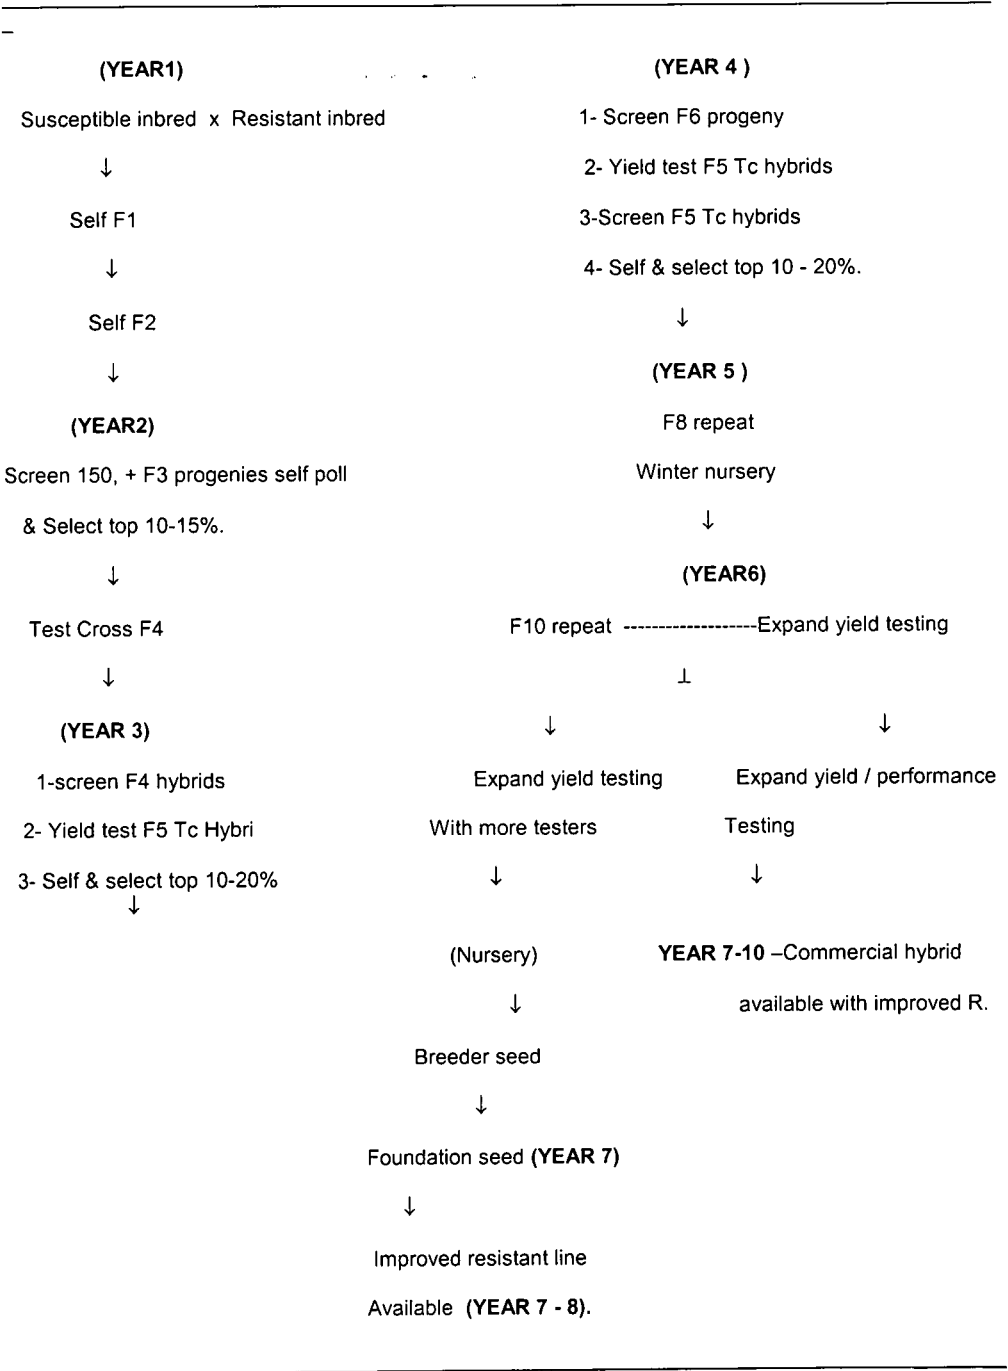 (YEAR1)
Susceptible inbred x Resistant inbred
↓
Self F1
↓
Self F2
↓
(YEAR2)
Screen 150, + F3 progenies self poll
& Select top 10-15%.
↓
Test Cross F4
↓
(YEAR 3)
1-screen F4 hybrids
2- Yield test F5 Tc Hybri
3- Self & select top 10-20%
↓
(YEAR 4 )
1- Screen F6 progeny
2- Yield test F5 Tc hybrids
3-Screen F5 Tc hybrids
4- Self & select top 10 - 20%.
↓
(YEAR 5 )
F8 repeat
Winter nursery
↓
(YEAR6)
F10 repeat -------------------Expand yield testing
⊥
↓ ↓
Expand yield testing
With more testers
↓
(Nursery)
↓
Breeder seed
↓
Foundation seed (YEAR 7)
↓
Improved resistant line
Available (YEAR 7 - 8).
Expand yield / performance
Testing
↓
YEAR 7-10 –Commercial hybrid
available with improved R.